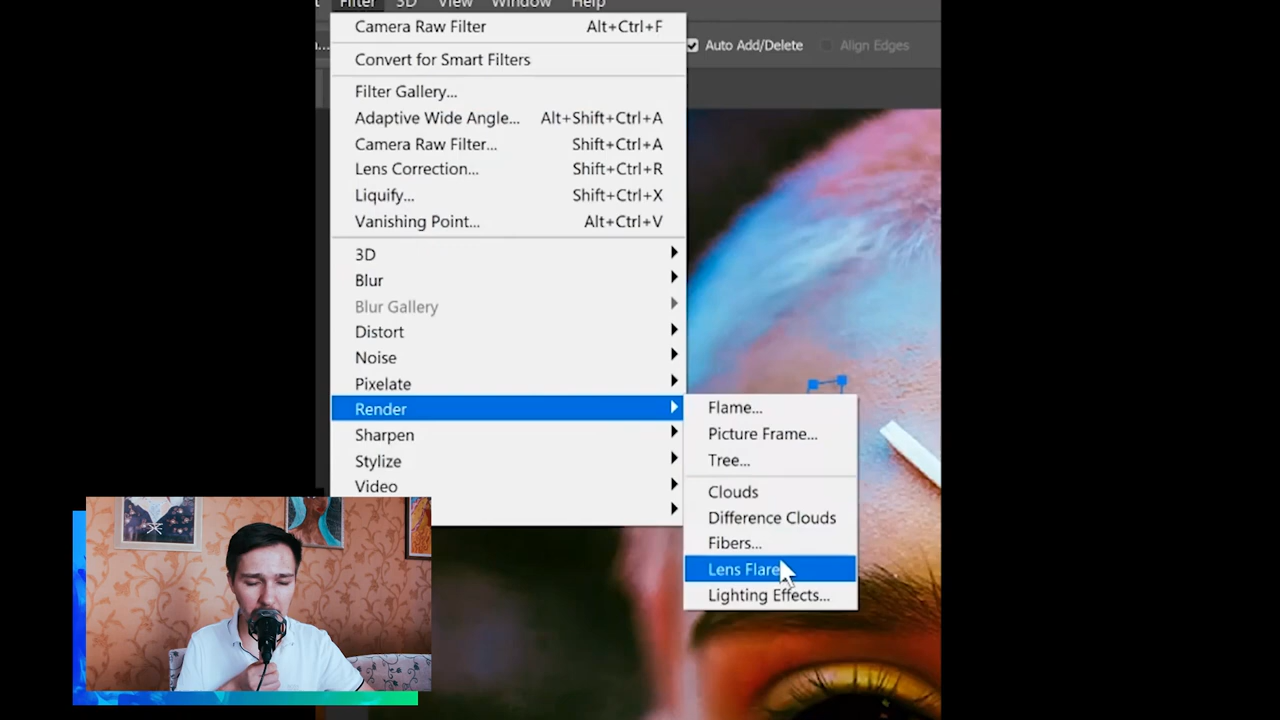 Filter 3D View Window Help
Auto Add/Delete Align Edges
Camera Raw Filter Alt+Ctrl+F
Convert for Smart Filters
Filter Gallery...
Adaptive Wide Angle... Alt+Shift+Ctrl+A
Camera Raw Filter... Shift+Ctrl+A
Lens Correction... Shift+Ctrl+R
Liquify... Shift+Ctrl+X
Vanishing Point... Alt+Ctrl+V
3D
Blur
Blur Gallery
Distort
Noise
Pixelate
Render
Sharpen
Stylize
Video
Flame...
Picture Frame...
Tree...
Clouds
Difference Clouds
Fibers...
Lens Flare
Lighting Effects...